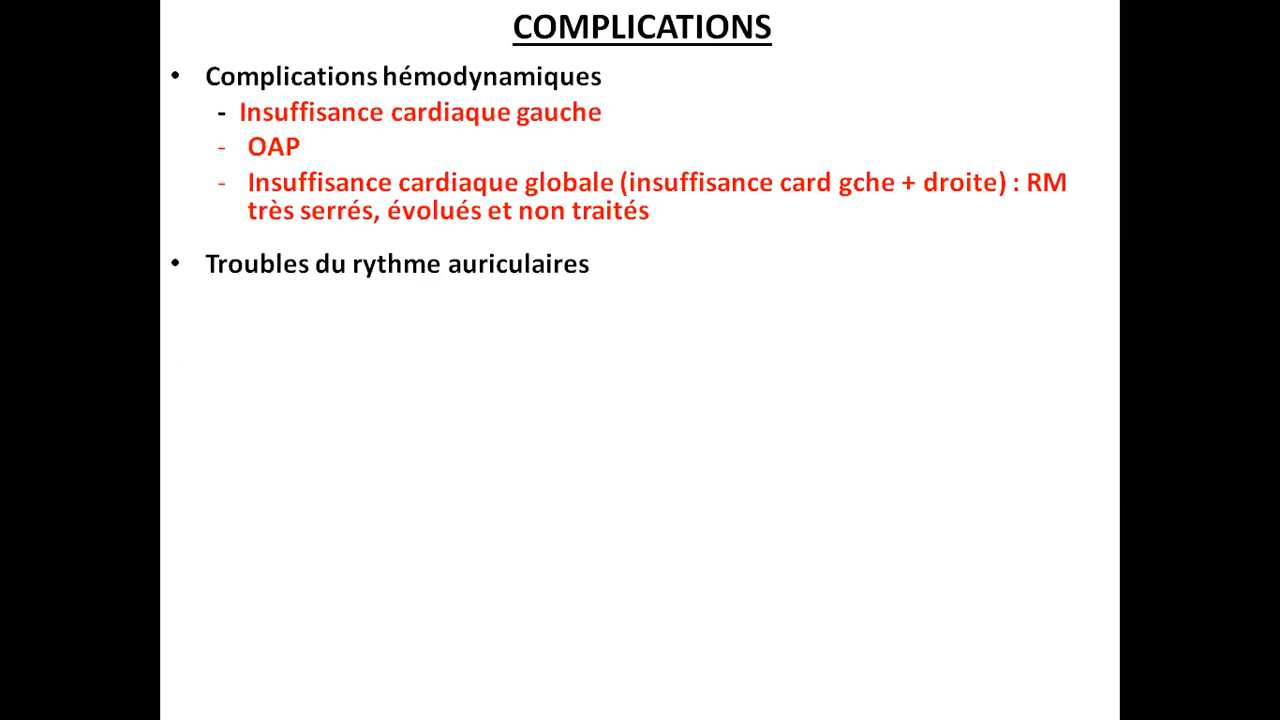 COMPLICATIONS
• Complications hémodynamiques
- Insuffisance cardiaque gauche
- OAP
- Insuffisance cardiaque globale (insuffisance card gche + droite) : RM
très serrés, évolués et non traités
• Troubles du rythme auriculaires